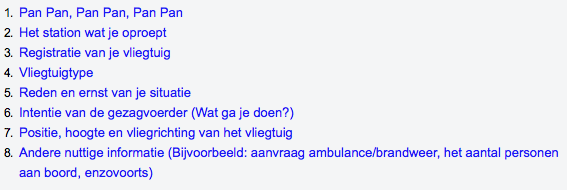 1. Pan Pan, Pan Pan, Pan Pan
2. Het station wat je oproept
3. Registratie van je vliegtuig
4. Vliegtuigtype
5. Reden en ernst van je situatie
6. Intentie van de gezagvoerder (Wat ga je doen?)
7. Positie, hoogte en vliegrichting van het vliegtuig
8. Andere nuttige informatie (Bijvoorbeeld: aanvraag ambulance/brandweer, het aantal personen
aan boord, enzovoorts)